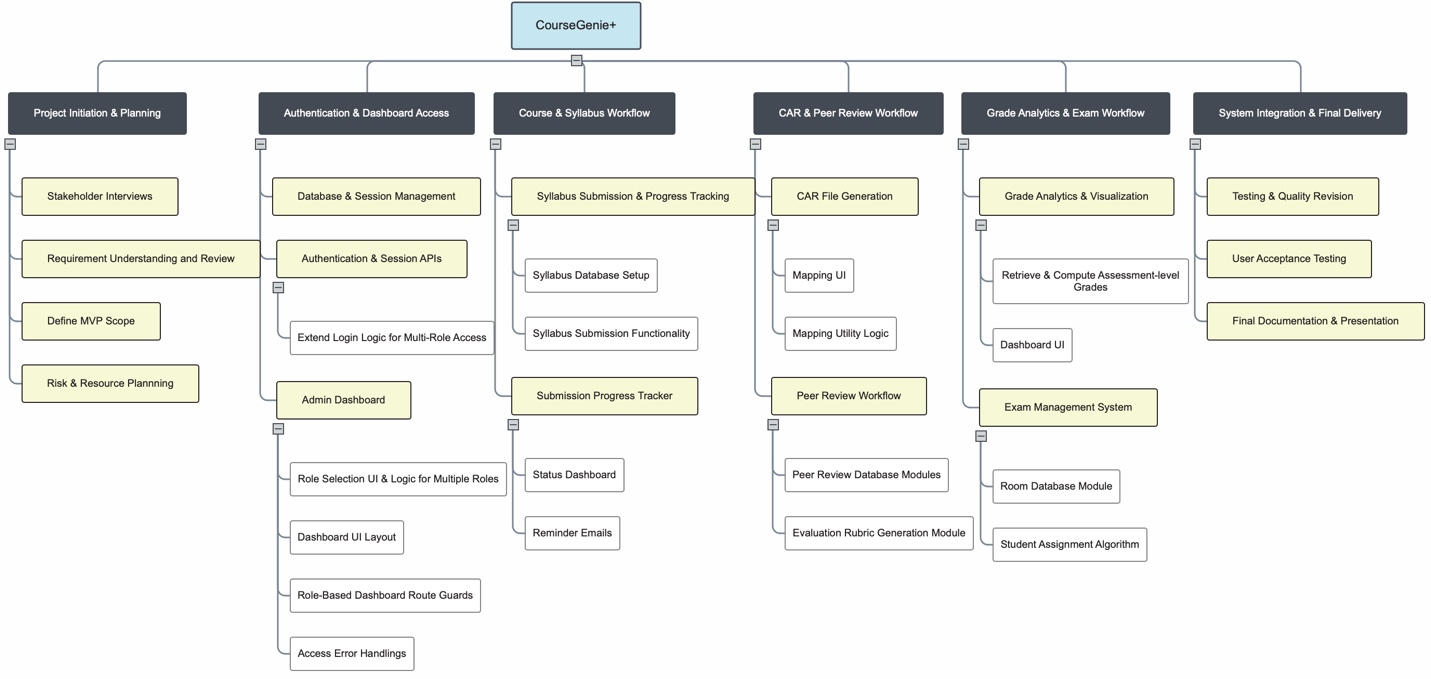 CourseGenie+
Project Initiation & Planning
Stakeholder Interviews
Requirement Understanding and Review
Define MVP Scope
Risk & Resource Plannning
Authentication & Dashboard Access
Database & Session Management
Authentication & Session APIs
Extend Login Logic for Multi-Role Access
Admin Dashboard
Role Selection UI & Logic for Multiple Roles
Dashboard UI Layout
Role-Based Dashboard Route Guards
Access Error Handlings
Course & Syllabus Workflow
Syllabus Submission & Progress Tracking
Syllabus Database Setup
Syllabus Submission Functionality
Submission Progress Tracker
Status Dashboard
Reminder Emails
CAR & Peer Review Workflow
CAR File Generation
Mapping UI
Mapping Utility Logic
Peer Review Workflow
Peer Review Database Modules
Evaluation Rubric Generation Module
Grade Analytics & Exam Workflow
Grade Analytics & Visualization
Retrieve & Compute Assessment-level
Grades
Dashboard UI
Exam Management System
Room Database Module
Student Assignment Algorithm
System Integration & Final Delivery
Testing & Quality Revision
User Acceptance Testing
Final Documentation & Presentation